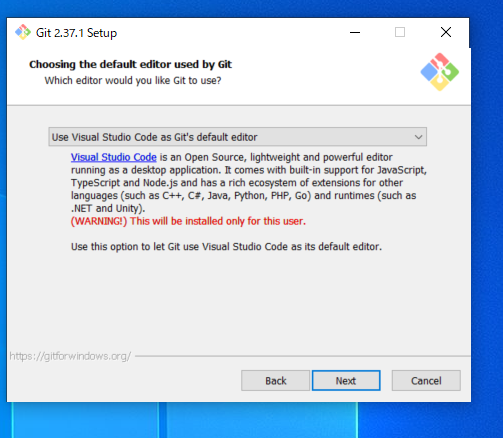 Git 2.37.1 Setup
Choosing the default editor used by Git
Which editor would you like Git to use?
Use Visual Studio Code as Git's default editor
Visual Studio Code is an Open Source, lightweight and powerful editor
running as a desktop application. It comes with built-in support for JavaScript,
TypeScript and Node.js and has a rich ecosystem of extensions for other
languages (such as C++, C#, Java, Python, PHP, Go) and runtimes (such as
.NET and Unity).
(WARNING!) This will be installed only for this user.
Use this option to let Git use Visual Studio Code as its default editor.
https://gitforwindows.org/
Back Next Cancel